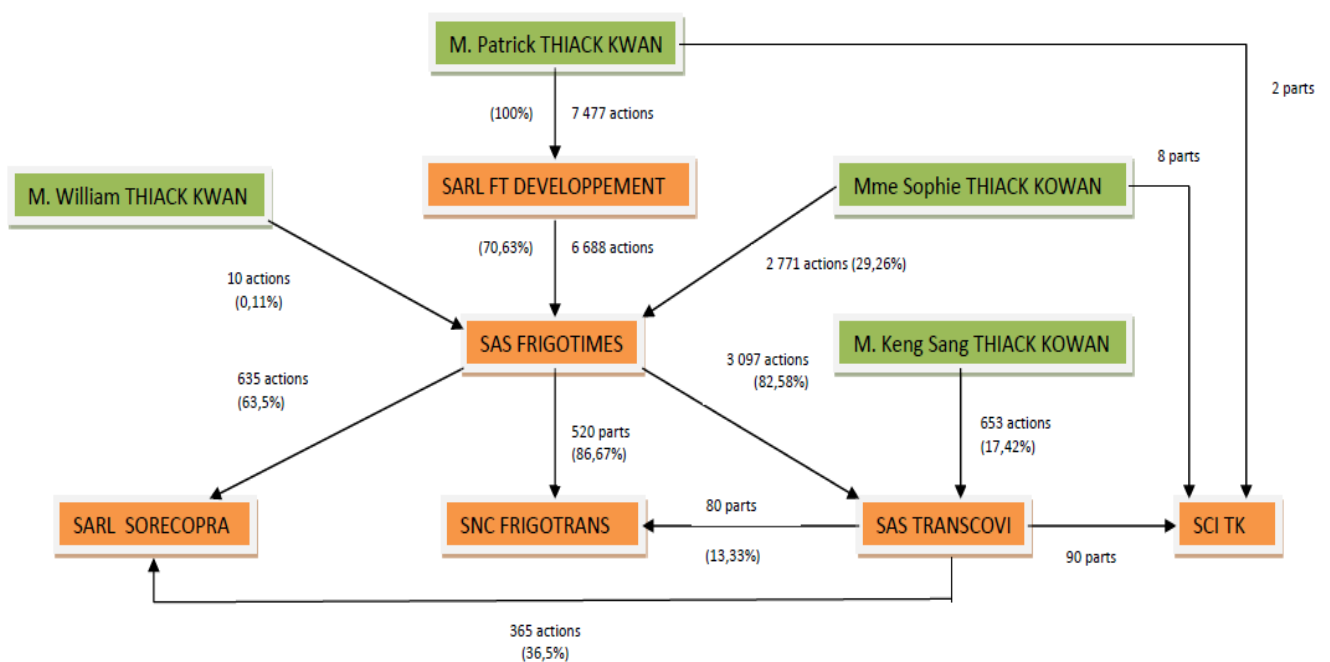 M. Patrick THIACK KWAN
2 parts
(100%)
7 477 actions
8 parts
M. William THIACK KWAN
SARL FT DEVELOPPEMENT
Mme Sophie THIACK KOWAN
(70,63%)
6 688 actions
2 771 actions (29,26%)
10 actions
(0,11%)
SAS FRIGOTIMES
M. Keng Sang THIACK KOWAN
3 097 actions
(82,58%)
635 actions
(63,5%)
520 parts
(86,67%)
653 actions
(17,42%)
80 parts
SARL SORECOPRA
SNC FRIGOTRANS
SAS TRANSCOVI
SCI TK
(13,33%)
90 parts
365 actions
(36,5%)